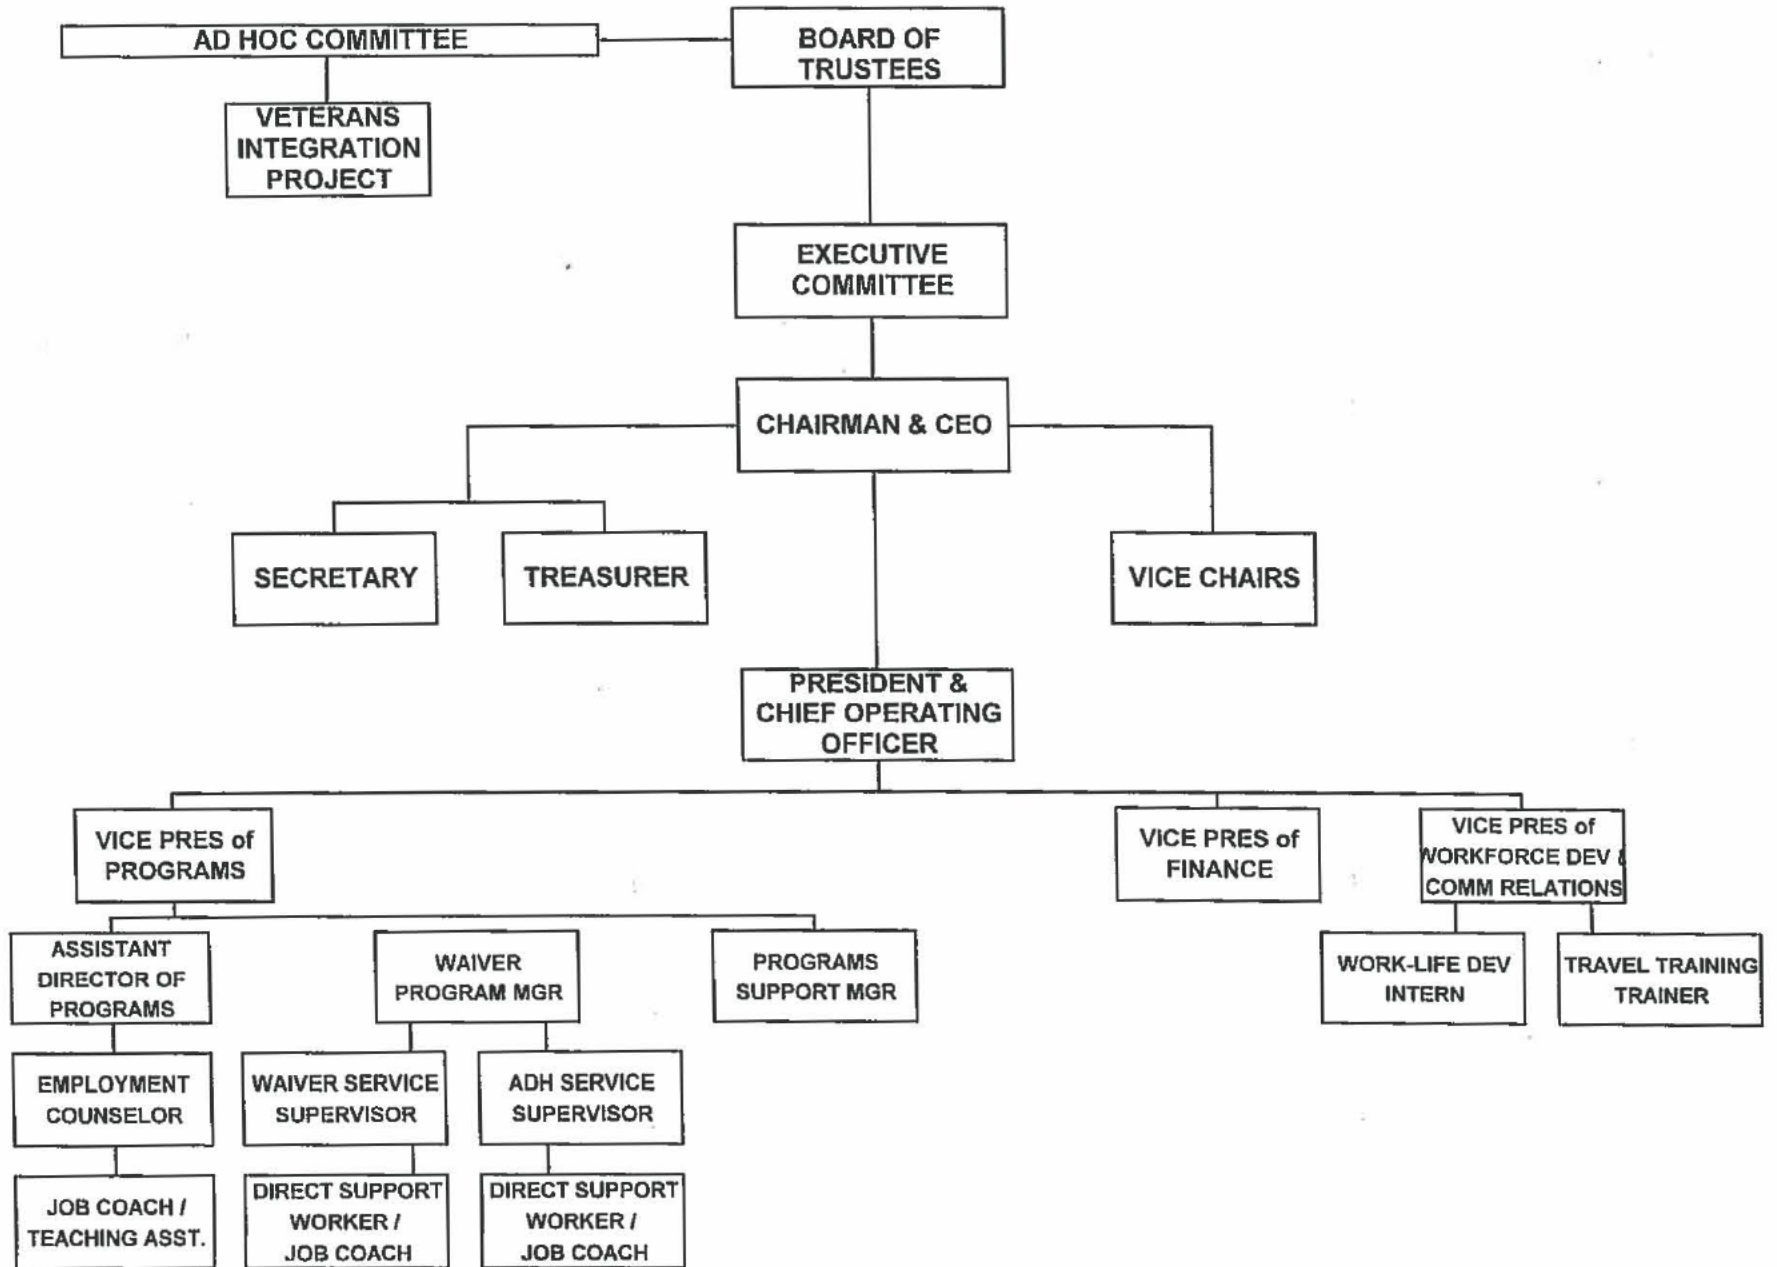 AD HOC COMMITTEE
BOARD OF
TRUSTEES
VETERANS
INTEGRATION
PROJECT
EXECUTIVE
COMMITTEE
CHAIRMAN & CEO
SECRETARY
TREASURER
VICE CHAIRS
PRESIDENT &
CHIEF OPERATING
OFFICER
VICE PRES of
PROGRAMS
VICE PRES of
FINANCE
VICE PRES of
WORKFORCE DEV &
COMM RELATIONS
ASSISTANT
DIRECTOR OF
PROGRAMS
WAIVER
PROGRAM MGR
PROGRAMS
SUPPORT MGR
WORK-LIFE DEV
INTERN
TRAVEL TRAINING
TRAINER
EMPLOYMENT
COUNSELOR
WAIVER SERVICE
SUPERVISOR
ADH SERVICE
SUPERVISOR
JOB COACH /
TEACHING ASST.
DIRECT SUPPORT
WORKER /
JOB COACH
DIRECT SUPPORT
WORKER /
JOB COACH